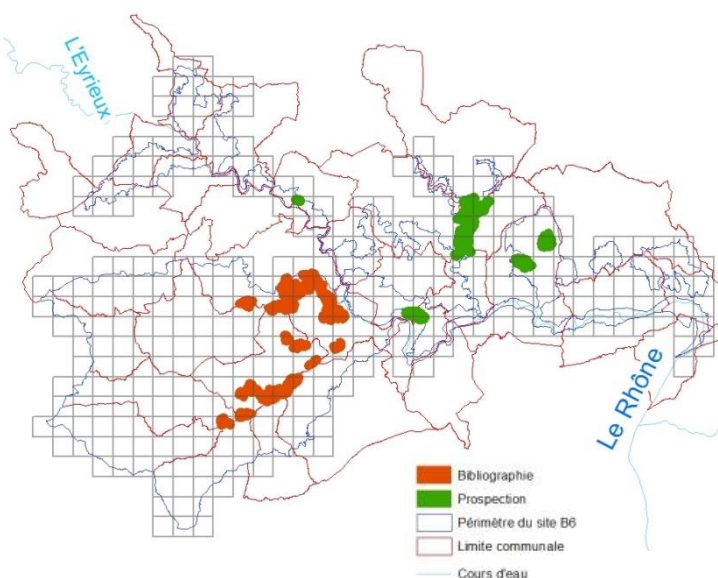 L'Eyrieux
Le Rhône
Bibliographie
Prospection
Périmètre du site B6
Limite communale
Cours d'eau